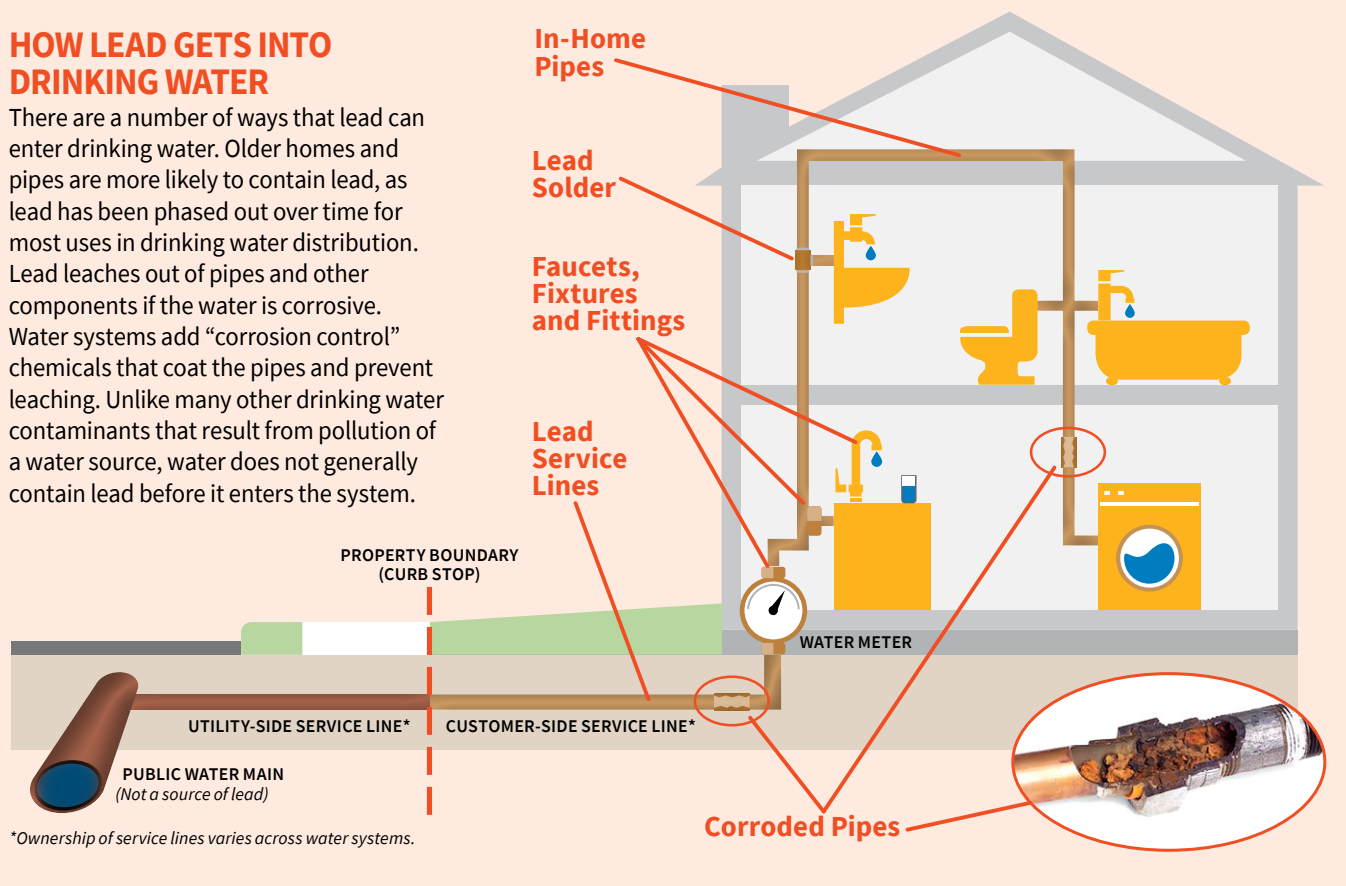 HOW LEAD GETS INTO
DRINKING WATER
There are a number of ways that lead can
enter drinking water. Older homes and
pipes are more likely to contain lead, as
lead has been phased out over time for
most uses in drinking water distribution.
Lead leaches out of pipes and other
components if the water is corrosive.
Water systems add “corrosion control”
chemicals that coat the pipes and prevent
leaching. Unlike many other drinking water
contaminants that result from pollution of
a water source, water does not generally
contain lead before it enters the system.
In-Home
Pipes
Lead
Solder
Faucets,
Fixtures
and Fittings
Lead
Service
Lines
PROPERTY BOUNDARY
(CURB STOP)
WATER METER
UTILITY-SIDE SERVICE LINE*
CUSTOMER-SIDE SERVICE LINE*
PUBLIC WATER MAIN
(Not a source of lead)
Corroded Pipes
*Ownership of service lines varies across water systems.